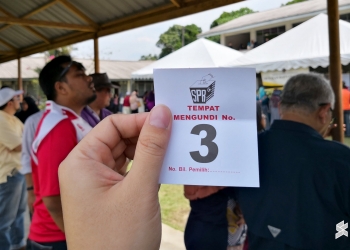 SPR
TEMPAT
MENGUNDI No.
3
No. Bil. Pemilih: